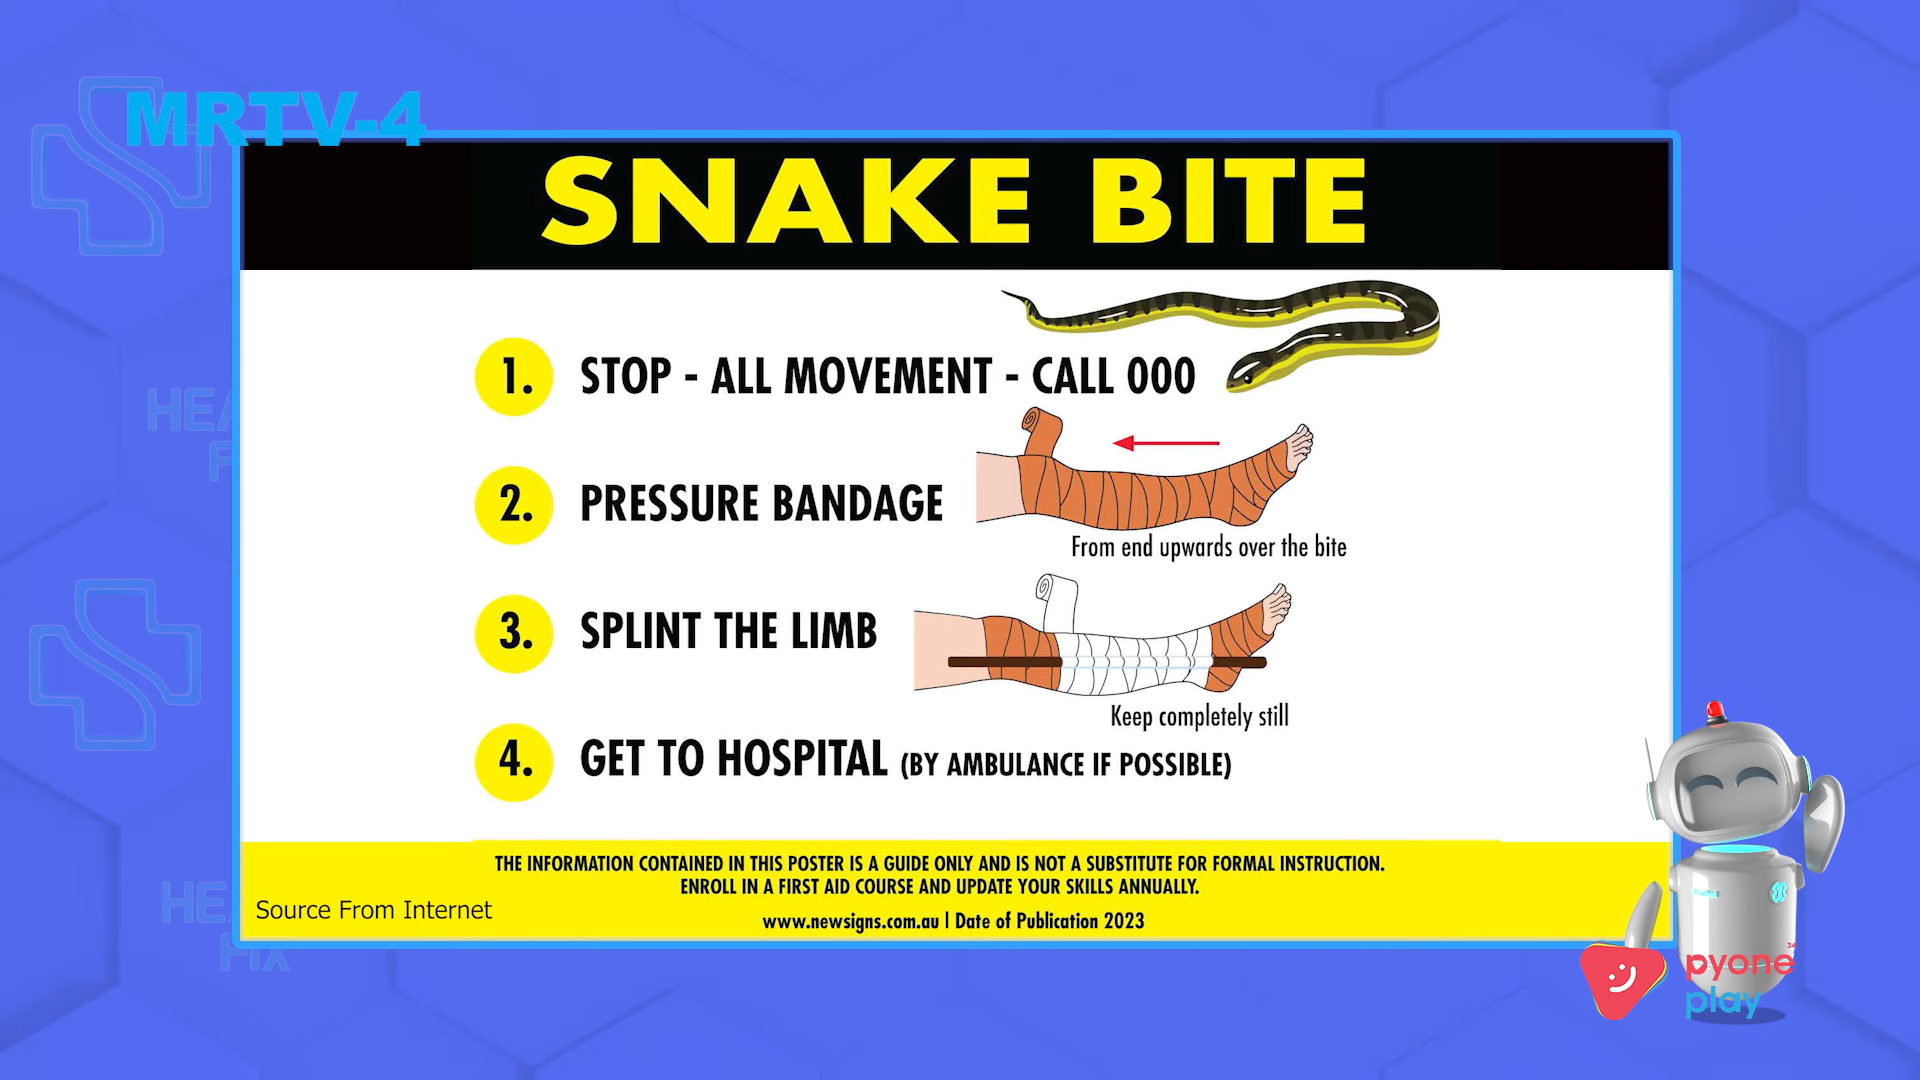 MRTV-4
SNAKE BITE
1. STOP - ALL MOVEMENT - CALL 000
2. PRESSURE BANDAGE
From end upwards over the bite
3. SPLINT THE LIMB
Keep completely still
4. GET TO HOSPITAL (BY AMBULANCE IF POSSIBLE)
THE INFORMATION CONTAINED IN THIS POSTER IS A GUIDE ONLY AND IS NOT A SUBSTITUTE FOR FORMAL INSTRUCTION.
ENROLL IN A FIRST AID COURSE AND UPDATE YOUR SKILLS ANNUALLY.
Source From Internet
www.newsigns.com.au | Date of Publication 2023
FIX
pyone
play